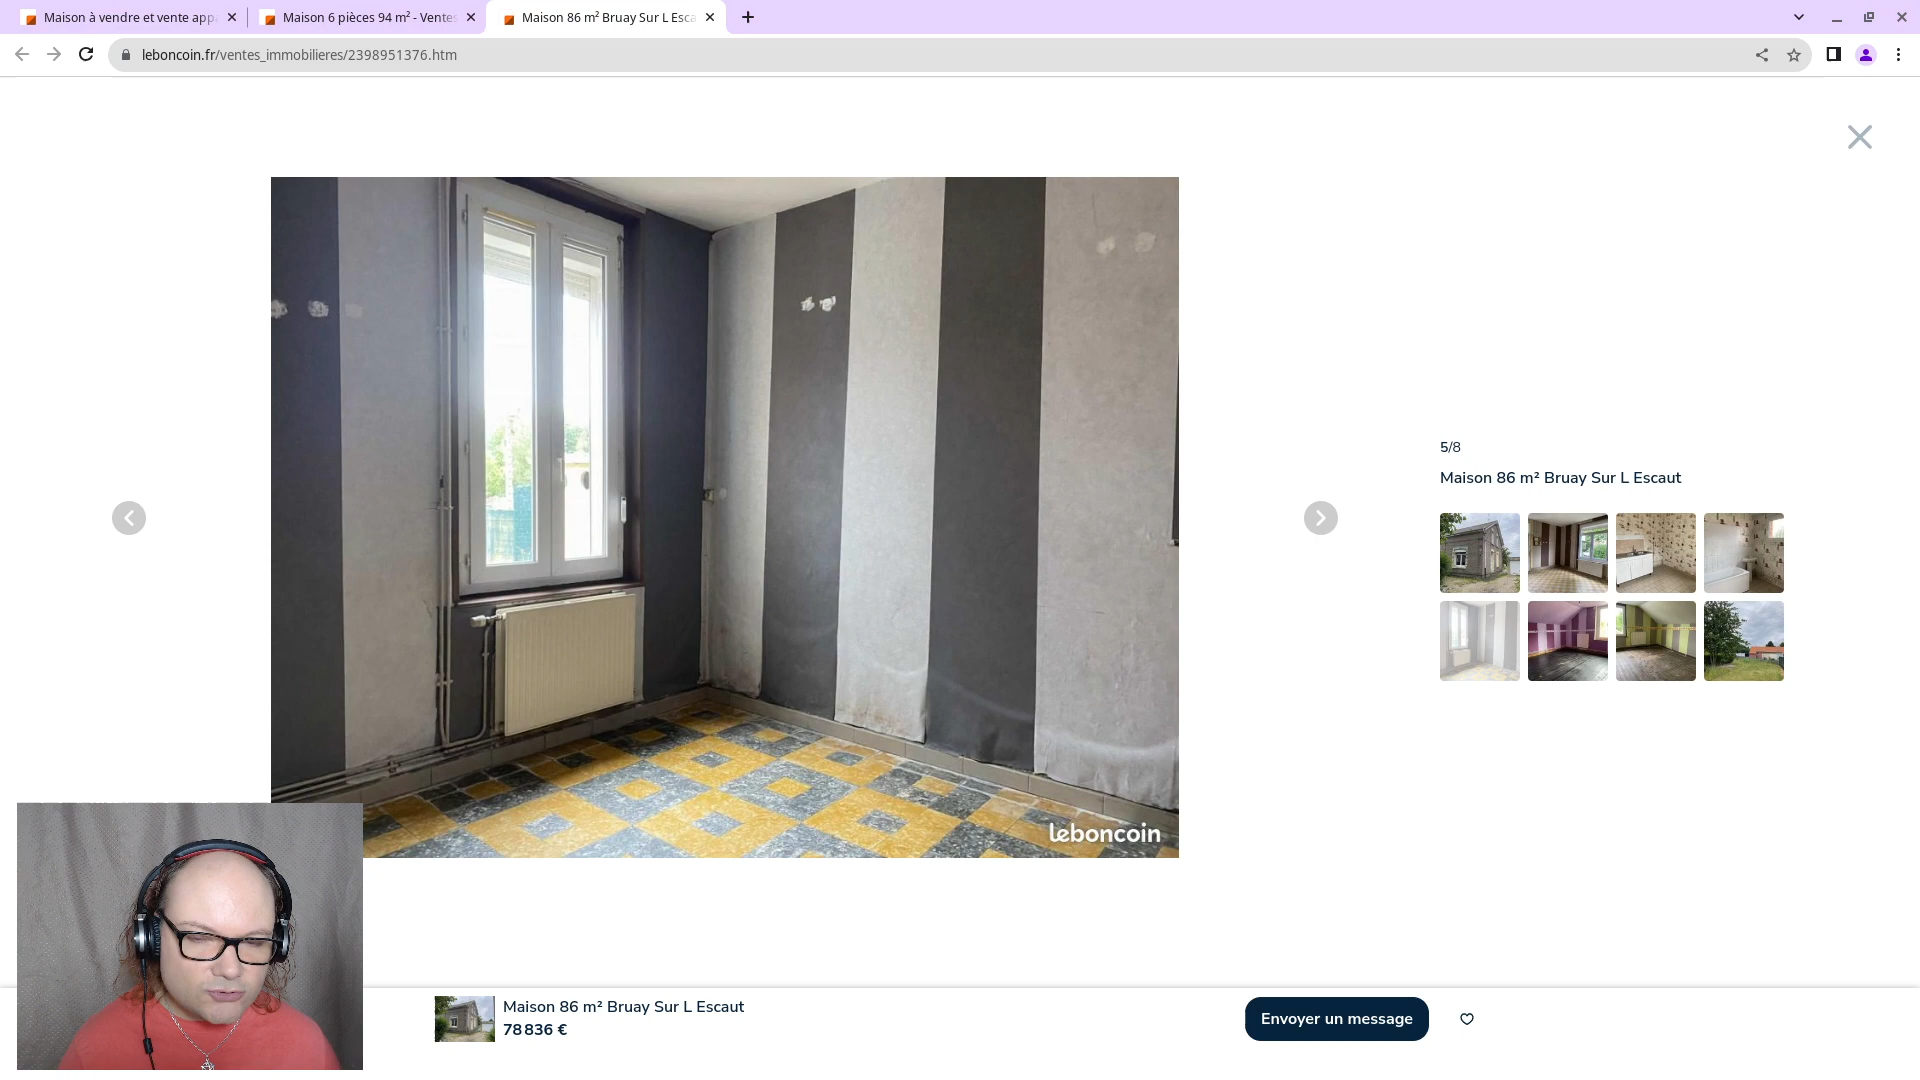 Maison à vendre et vente app
Maison 6 pièces 94 m² - Ventes
Maison 86 m² Bruay Sur L Esca
leboncoin.fr/ventes_immobilieres/2398951376.htm
5/8
Maison 86 m² Bruay Sur L Escaut
leboncoin
Maison 86 m² Bruay Sur L Escaut
78 836 €
Envoyer un message